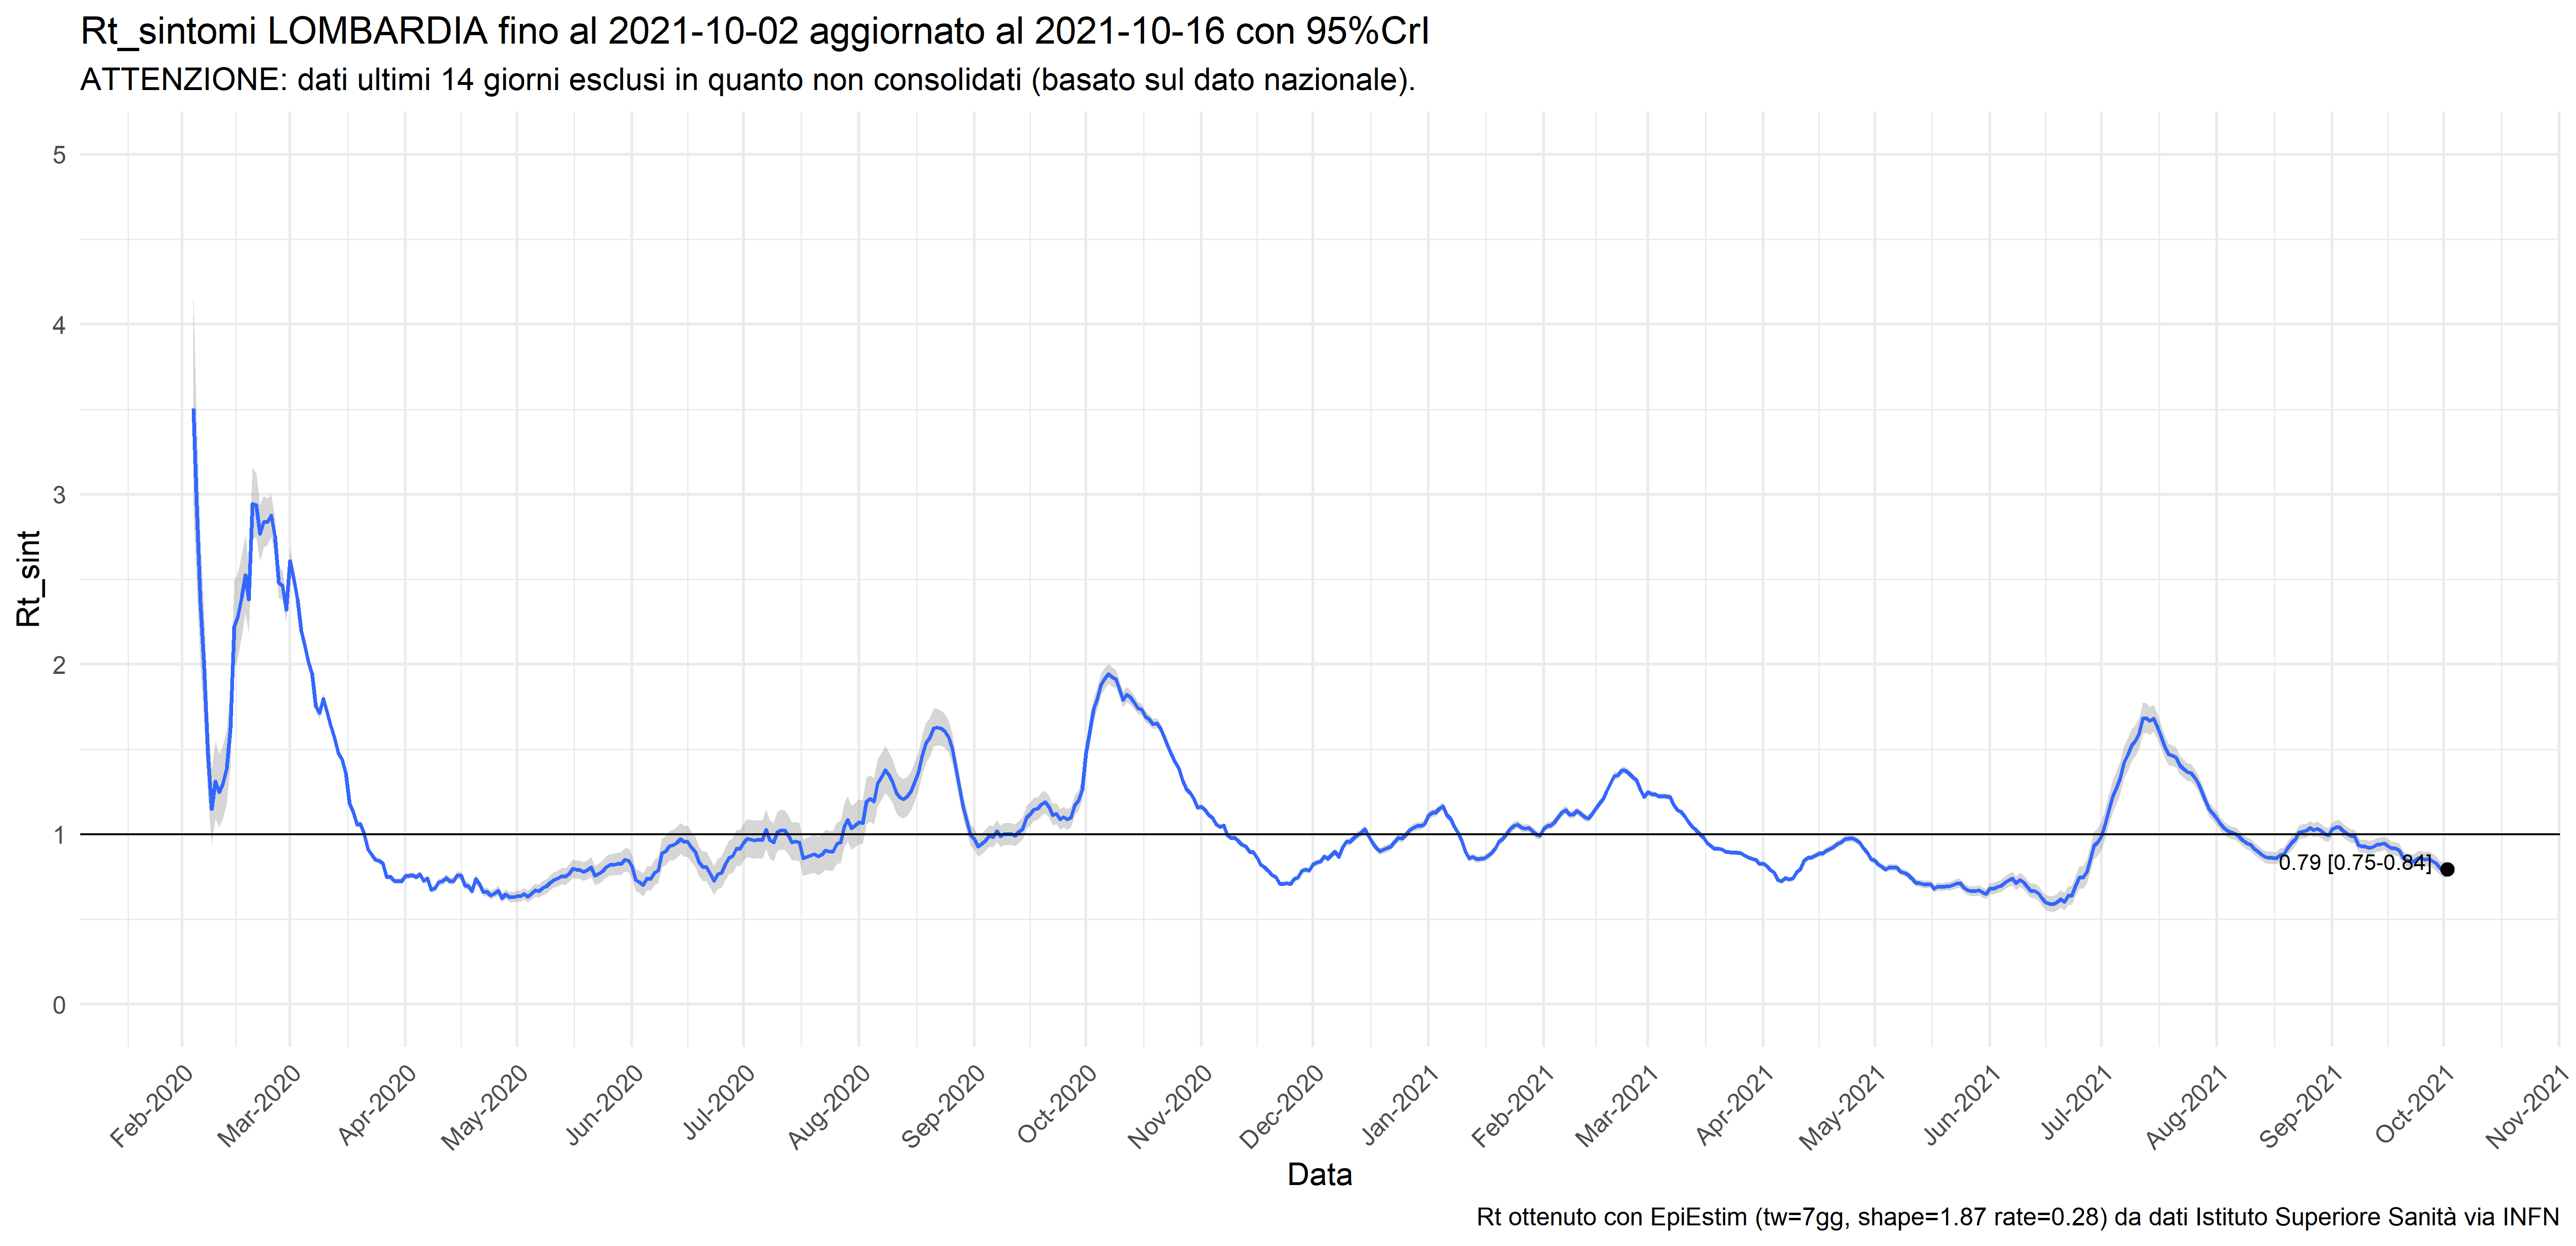 Rt_sintomi LOMBARDIA fino al 2021-10-02 aggiornato al 2021-10-16 con 95%CrI
ATTENZIONE: dati ultimi 14 giorni esclusi in quanto non consolidati (basato sul dato nazionale).
5
4
3
2
1
0
Rt_sint
0.79 [0.75-0.84]
Feb-2020
Mar-2020
Apr-2020
May-2020
Jun-2020
Jul-2020
Aug-2020
Sep-2020
Oct-2020
Nov-2020
Dec-2020
Jan-2021
Feb-2021
Mar-2021
Apr-2021
May-2021
Jun-2021
Jul-2021
Aug-2021
Sep-2021
Oct-2021
Nov-2021
Data
Rt ottenuto con EpiEstim (tw=7gg, shape=1.87 rate=0.28) da dati Istituto Superiore Sanità via INFN